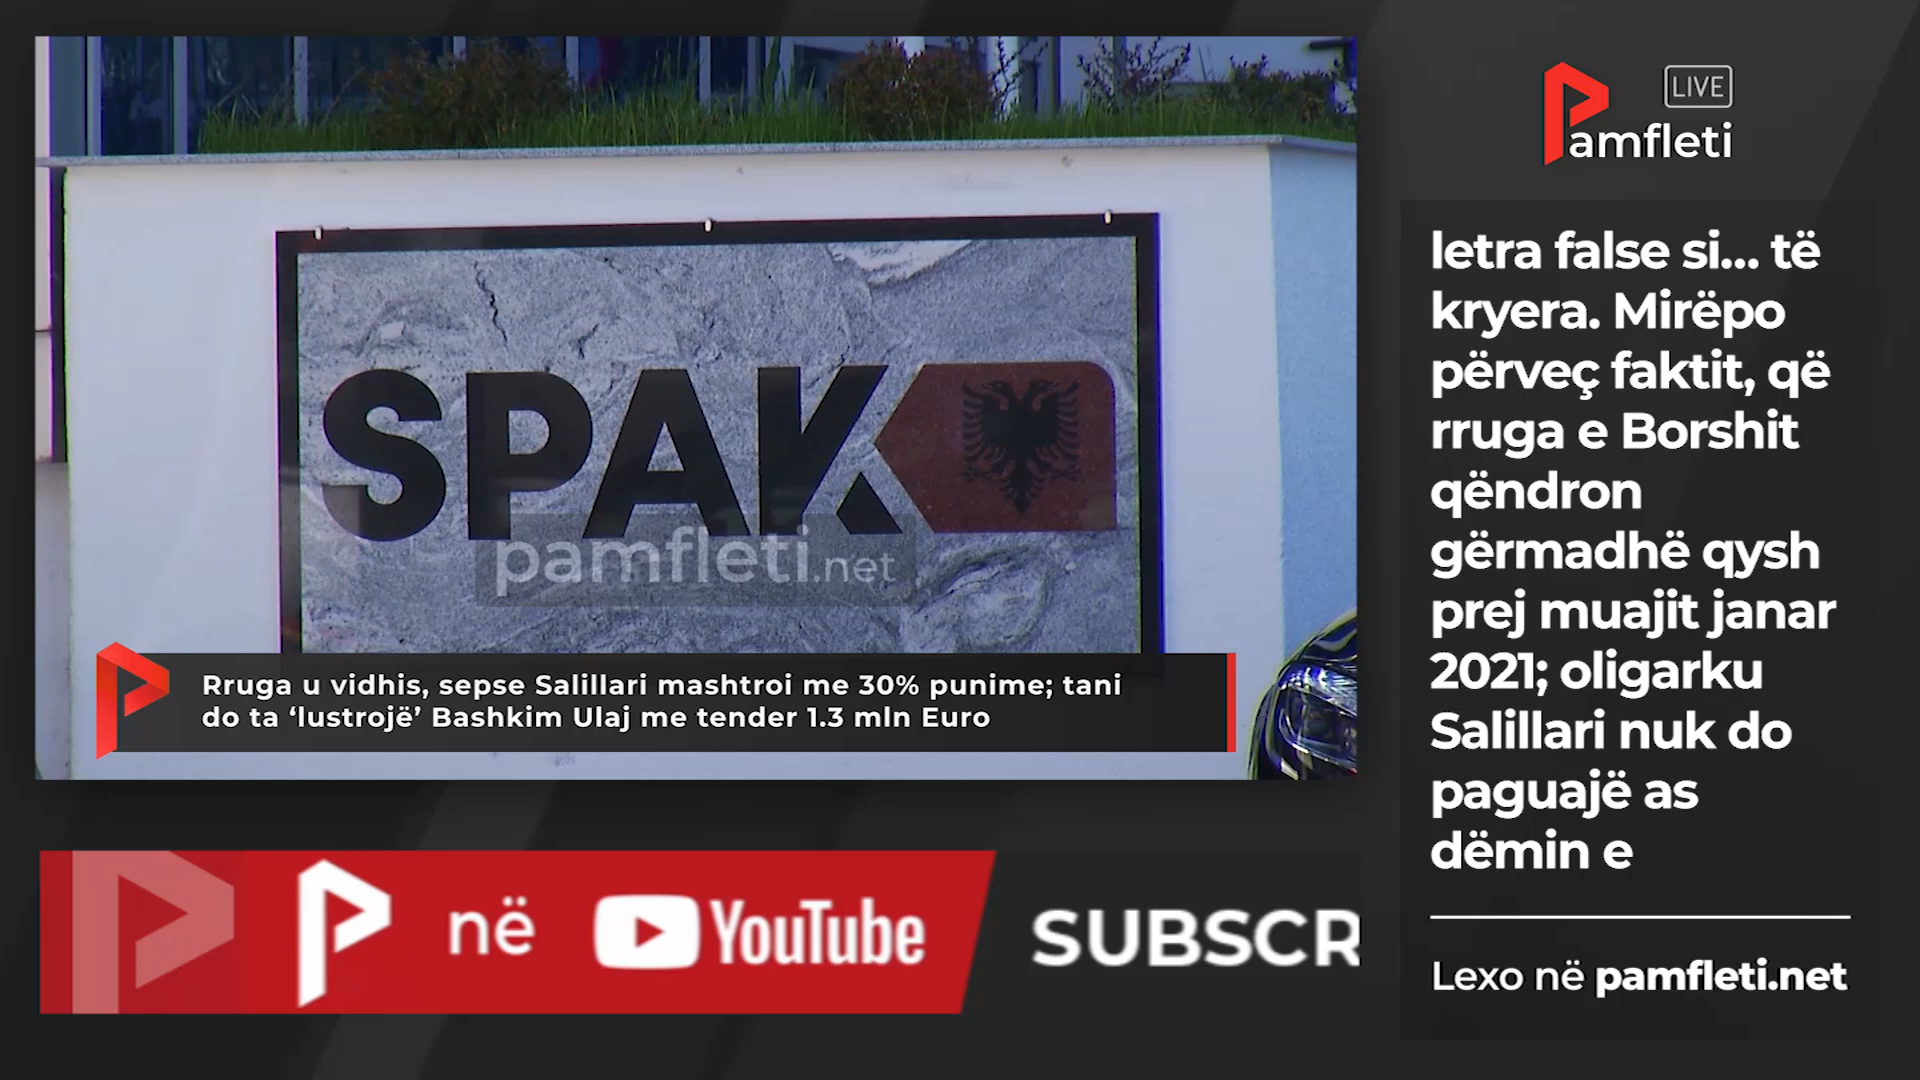 SPAK
pamfleti.net
Rruga u vidhis, sepse Salillari mashtroi me 30% punime; tani
do ta ‘lustrojë’ Bashkim Ulaj me tender 1.3 mln Euro
në YouTube
SUBSCR
LIVE
Pamfleti
letra false si... të
kryera. Mirëpo
përveç faktit, që
rruga e Borshit
qëndron
gërmadhë qysh
prej muajit janar
2021; oligarku
Salillari nuk do
paguajë as
dëmin e
Lexo në pamfleti.net